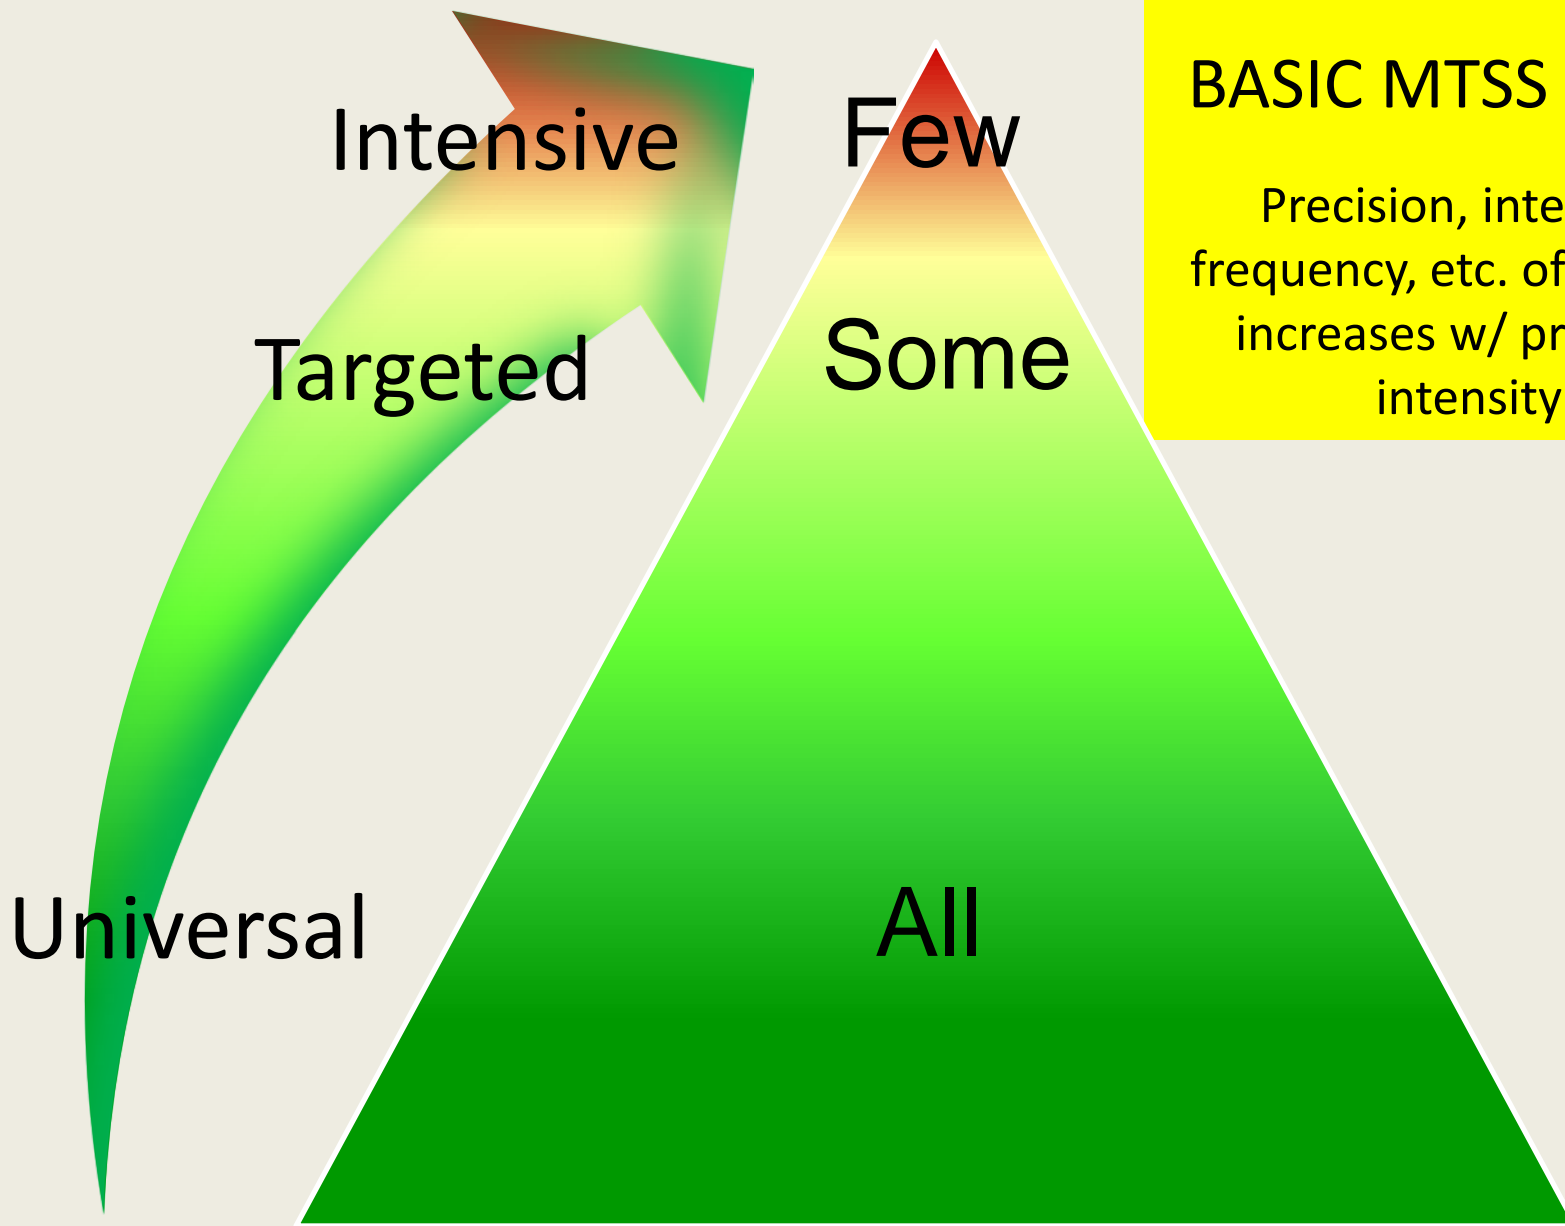 Intensive
Few
BASIC MTSS
Precision, inte
frequency, etc. of
increases w/ pr
intensity
Targeted
Some
Universal
All